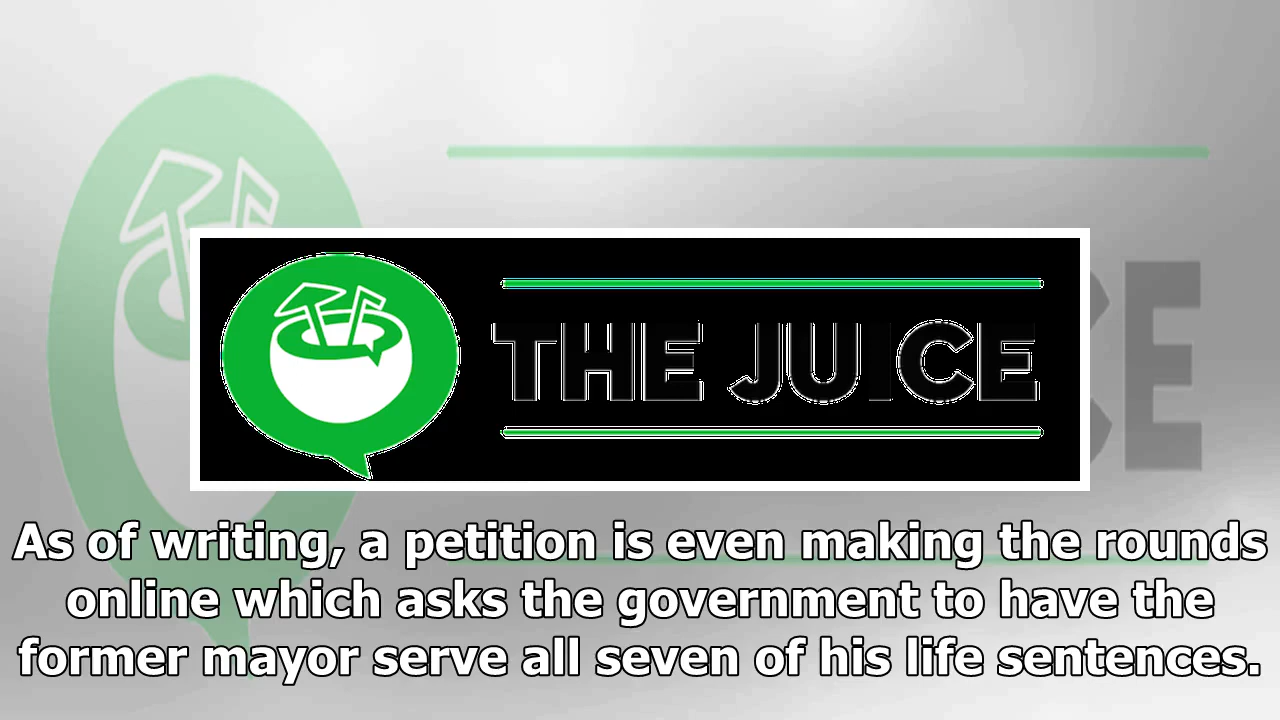 THE JUICE
As of writing, a petition is even making the rounds
online which asks the government to have the
former mayor serve all seven of his life sentences.